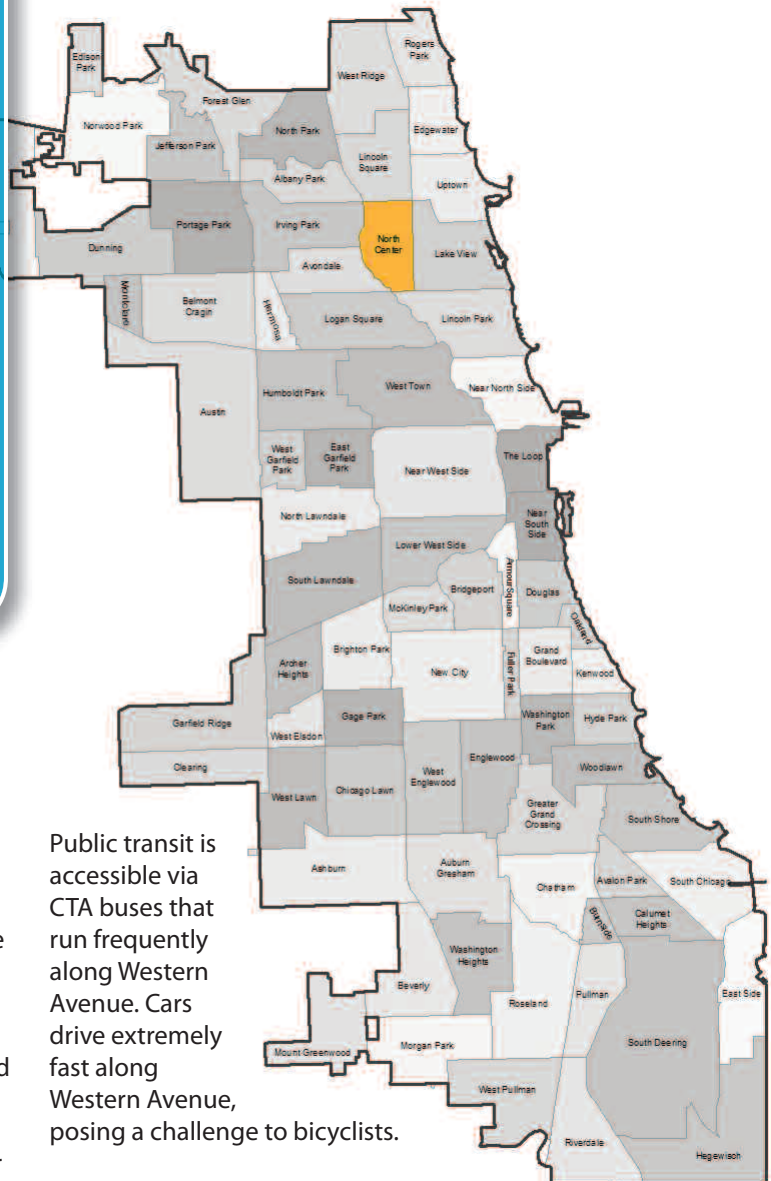 Edison
Park
Rogers
Park
West Ridge
Forest Glen
Norwood Park
North Park
Edgewater
Jefferson Park
Lincoln
Square
Albany Park
Uptown
Portage Park
Irving Park
North
Center
Dunning
Lake View
Avondale
Montclare
Belmont
Cragin
Hermosa
Logan Square
Lincoln Park
Humboldt Park
West Town
Near North Side
Austin
West
Garfield
Park
East
Garfield
Park
Near West Side
The Loop
North Lawndale
Near
South
Side
Lower West Side
South Lawndale
Armour Square
Bridgeport
Douglas
McKinley Park
Oakland
Brighton Park
Grand
Boulevard
Archer
Heights
New City
Fuller Park
Kenwood
Gage Park
Washington
Park
Hyde Park
Garfield Ridge
West Elsdon
Clearing
West
Englewood
Englewood
Woodlawn
West Lawn
Chicago Lawn
Greater
Grand
Crossing
South Shore
Ashburn
Auburn
Gresham
Chatham
Avalon Park
South Chicago
Burnside
Calumet
Heights
Washington
Heights
Beverly
Roseland
Pullman
East Side
Mount Greenwood
Morgan Park
South Deering
West Pullman
Riverdale
Hegewisch
Public transit is
accessible via
CTA buses that
run frequently
along Western
Avenue. Cars
drive extremely
fast along
Western Avenue,
posing a challenge to bicyclists.